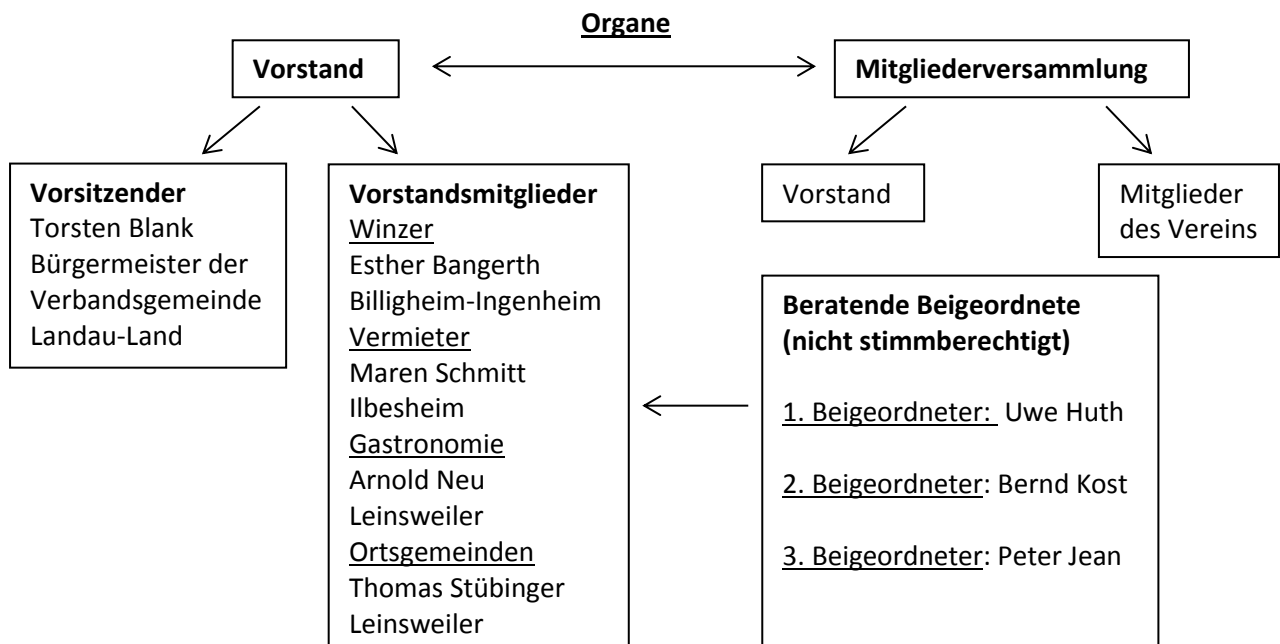 Organe
Vorstand
Mitgliederversammlung
Vorsitzender
Torsten Blank
Bürgermeister der
Verbandsgemeinde
Landau-Land
Vorstandsmitglieder
Winzer
Esther Bangerth
Billigheim-Ingenheim
Vermieter
Maren Schmitt
Ilbesheim
Gastronomie
Arnold Neu
Leinsweiler
Ortsgemeinden
Thomas Stübinger
Leinsweiler
Vorstand
Mitglieder
des Vereins
Beratende Beigeordnete
(nicht stimmberechtigt)
1. Beigeordneter: Uwe Huth
2. Beigeordneter: Bernd Kost
3. Beigeordneter: Peter Jean